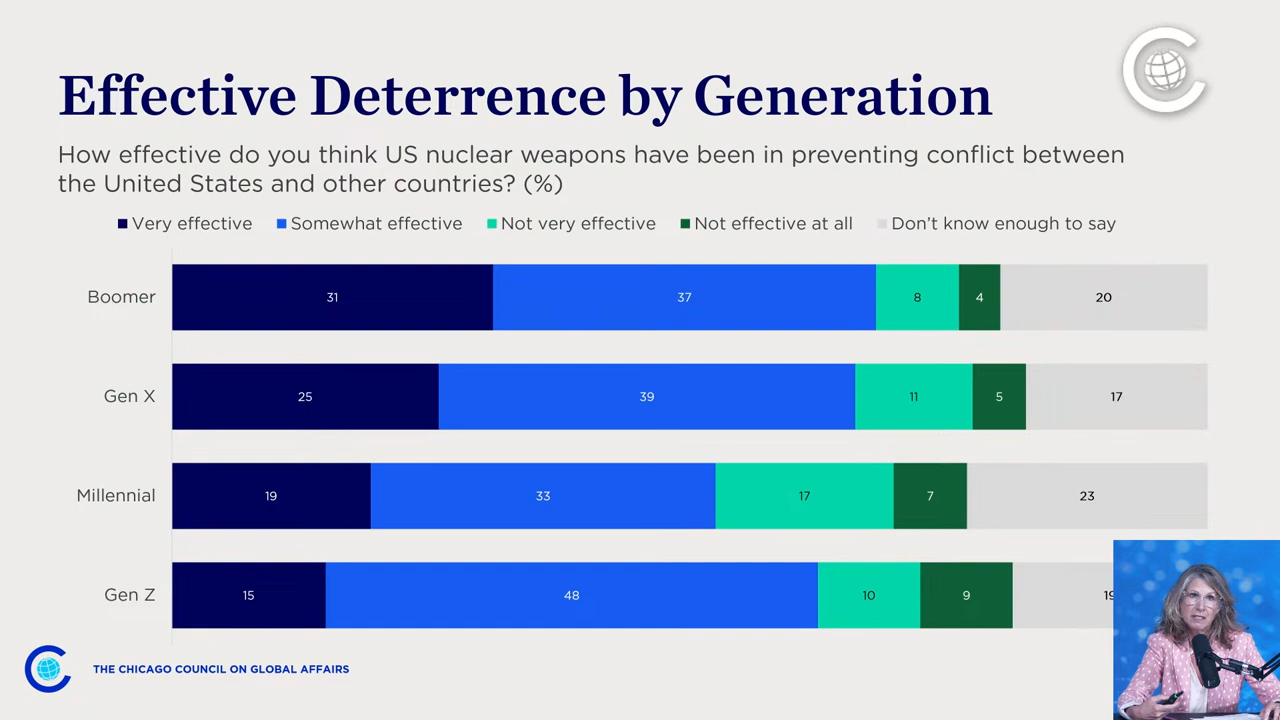 Effective Deterrence by Generation
How effective do you think US nuclear weapons have been in preventing conflict between
the United States and other countries? (%)
Very effective Somewhat effective Not very effective Not effective at all Don't know enough to say
Boomer 31 37 8 4 20
Gen X 25 39 11 5 17
Millennial 19 33 17 7 23
Gen Z 15 48 10 9
THE CHICAGO COUNCIL ON GLOBAL AFFAIRS